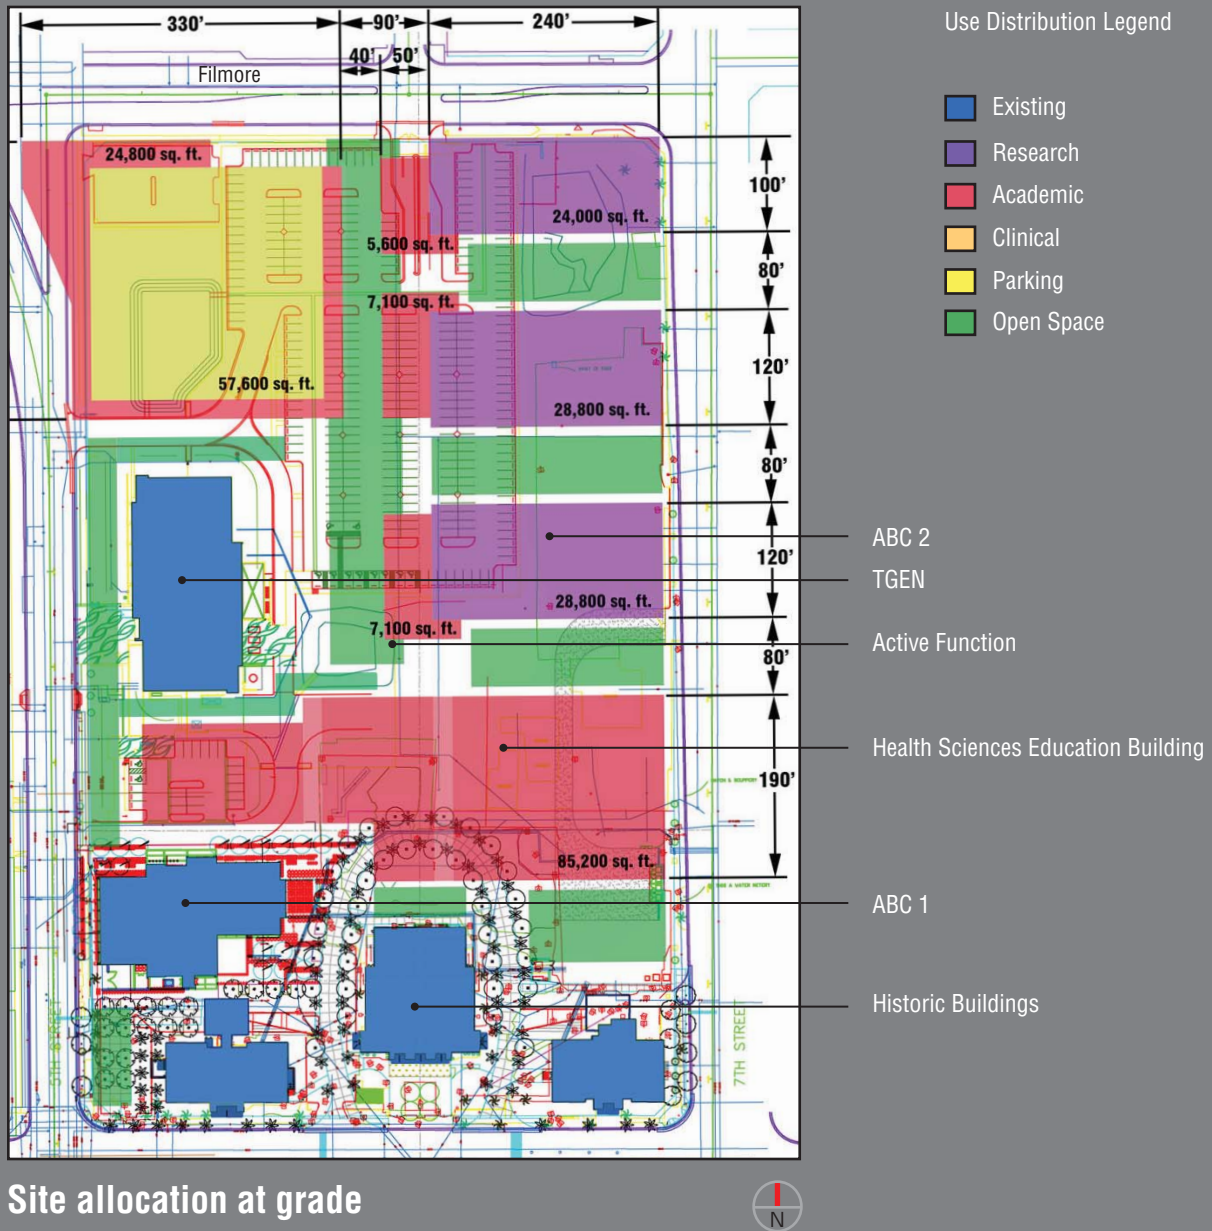 330'
90'
240'
40'
50'
Filmore
24,800 sq. ft.
100'
24,000 sq. ft.
5,600 sq. ft.
80'
7,100 sq. ft.
120'
57,600 sq. ft.
28,800 sq. ft.
80'
120'
28,800 sq. ft.
7,100 sq. ft.
80'
190'
85,200 sq. ft.
5TH STREET
7TH STREET
Use Distribution Legend
Existing
Research
Academic
Clinical
Parking
Open Space
ABC 2
TGEN
Active Function
Health Sciences Education Building
ABC 1
Historic Buildings
Site allocation at grade
N